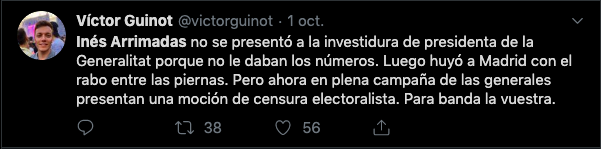 Víctor Guinot @victorguinot · 1 oct.
Inés Arrimadas no se presentó a la investidura de presidenta de la
Generalitat porque no le daban los números. Luego huyó a Madrid con el
rabo entre las piernas. Pero ahora en plena campaña de las generales
presentan una moción de censura electoralista. Para banda la vuestra.
38 56